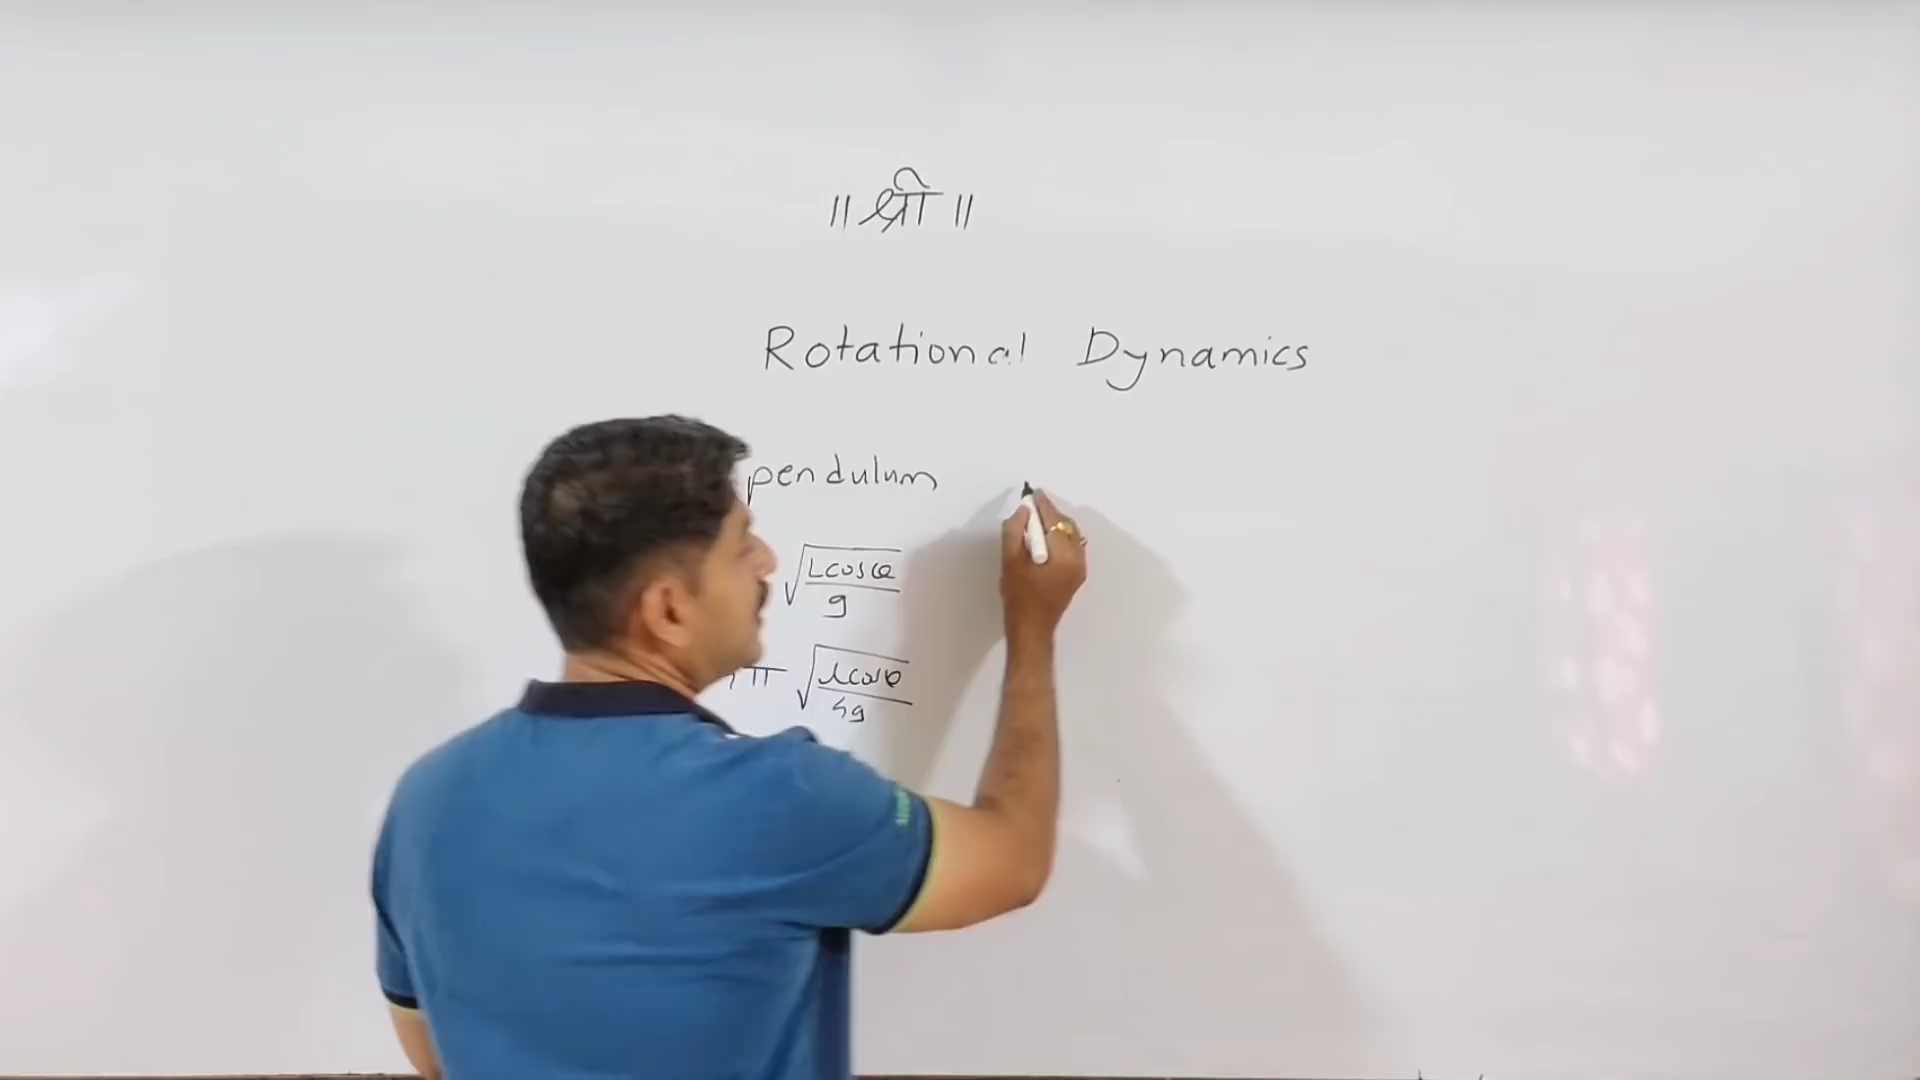 ॥ श्री ॥
Rotational Dynamics
pendulum
√(Lcosθ/g)
π √(lcosθ/4g)